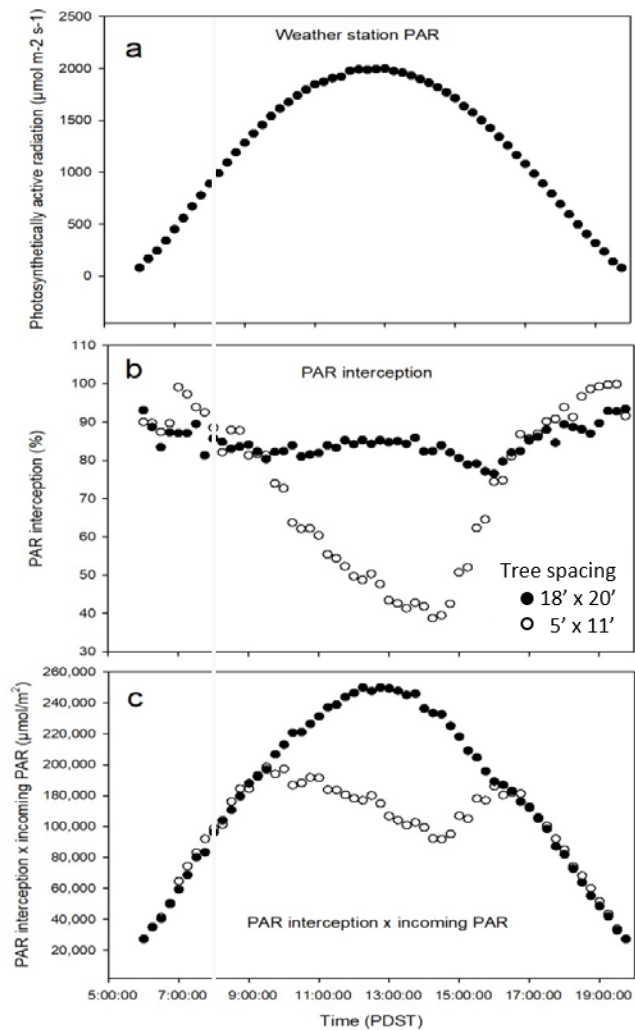 a
Weather station PAR
Photosynthetically active radiation (µmol m-2 s-1)
2500
2000
1500
1000
500
0
b
PAR interception
PAR interception (%)
110
100
90
80
70
60
50
40
30
Tree spacing
18’ x 20’
5’ x 11’
c
PAR interception x incoming PAR (µmol/m²)
260,000
240,000
220,000
200,000
180,000
160,000
140,000
120,000
100,000
80,000
60,000
40,000
20,000
PAR interception x incoming PAR
5:00:00 7:00:00 9:00:00 11:00:00 13:00:00 15:00:00 17:00:00 19:00:00
Time (PDST)